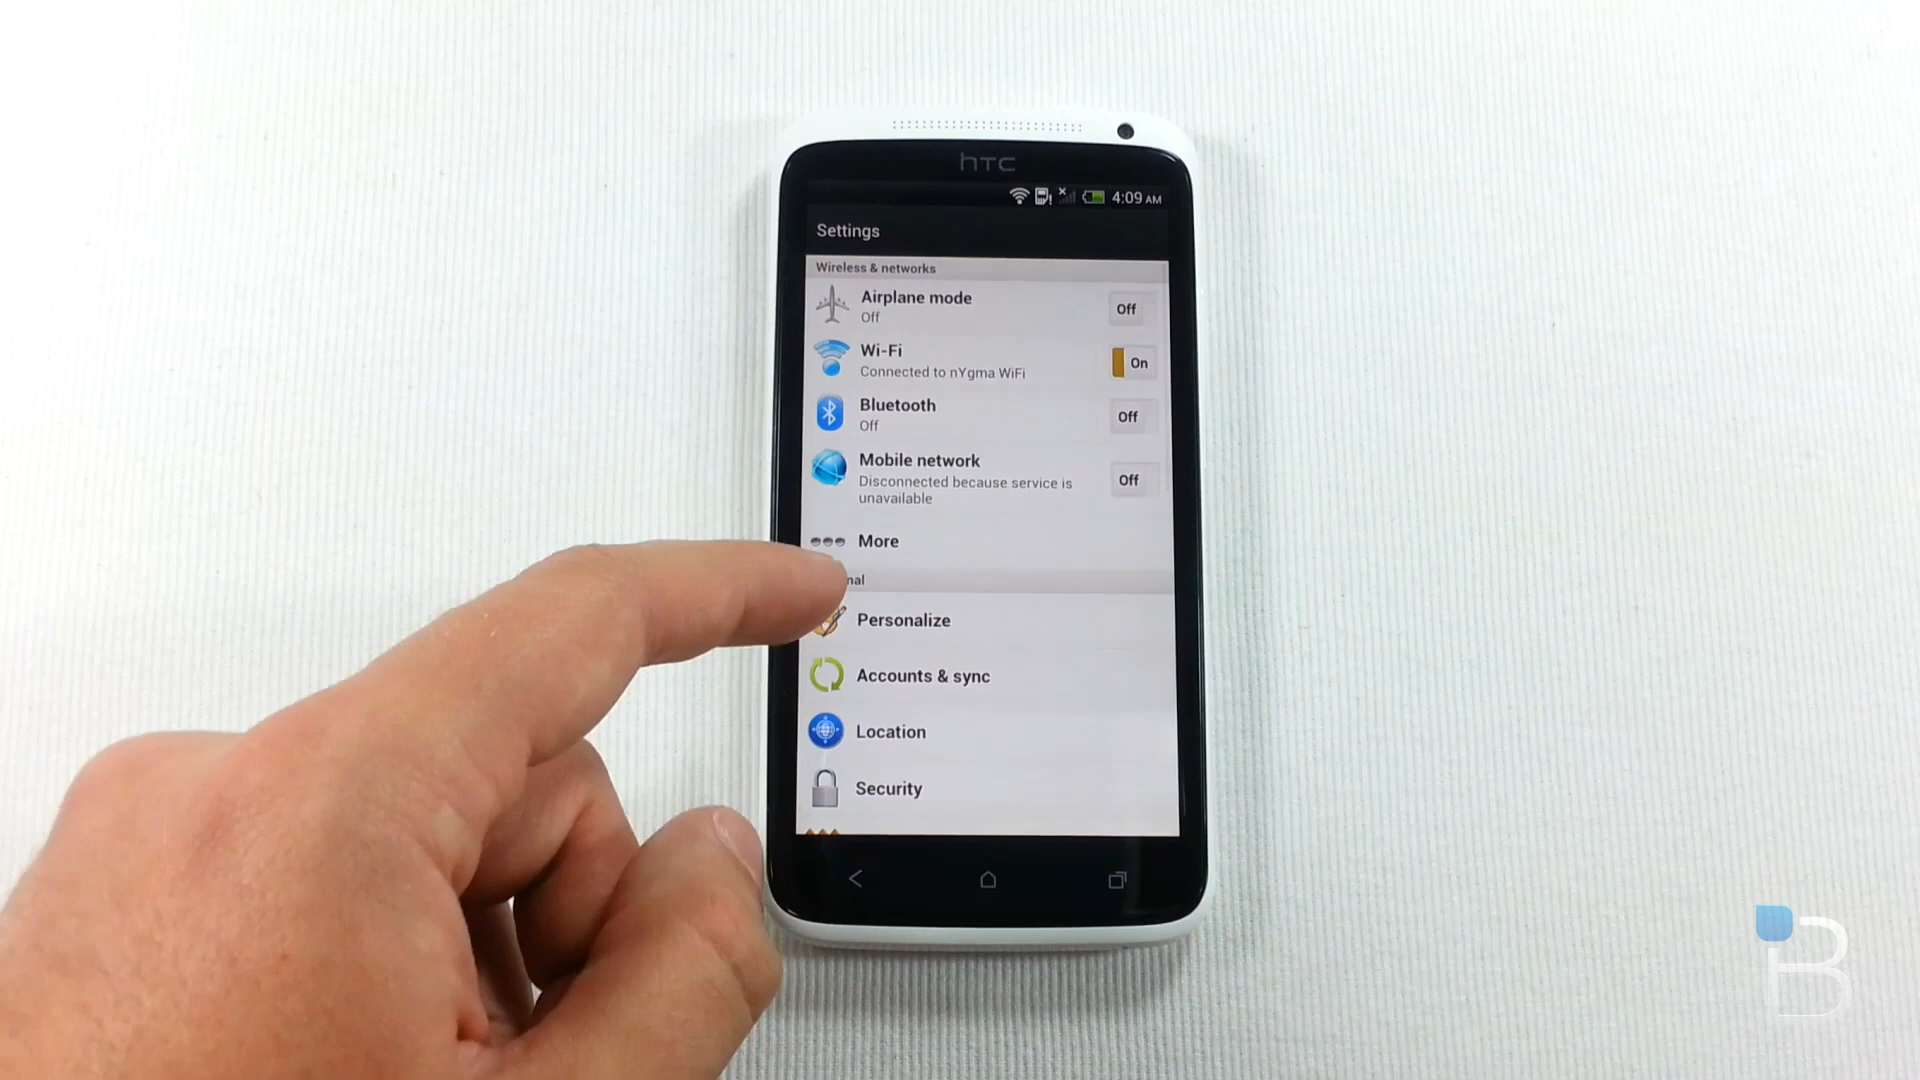 hTC
4:09 AM
Settings
Wireless & networks
Airplane mode
Off
Off
Wi-Fi
Connected to nYgma WiFi
On
Bluetooth
Off
Off
Mobile network
Disconnected because service is
unavailable
Off
More
nal
Personalize
Accounts & sync
Location
Security
B